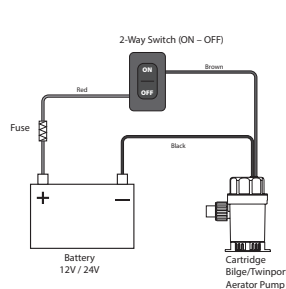 2-Way Switch (ON – OFF)
ON
OFF
Brown
Red
Fuse
Black
+
–
Battery
12V / 24V
Cartridge
Bilge/Twinpor
Aerator Pump